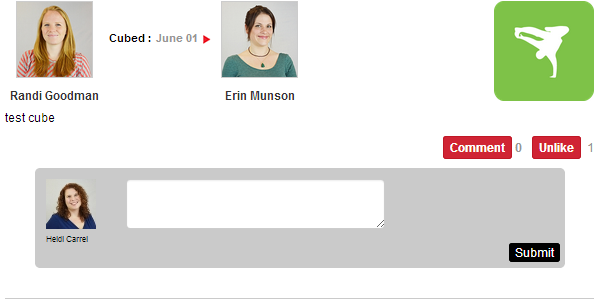 Cubed : June 01
Randi Goodman
Erin Munson
test cube
Comment 0 Unlike 1
Heidi Carrel
Submit